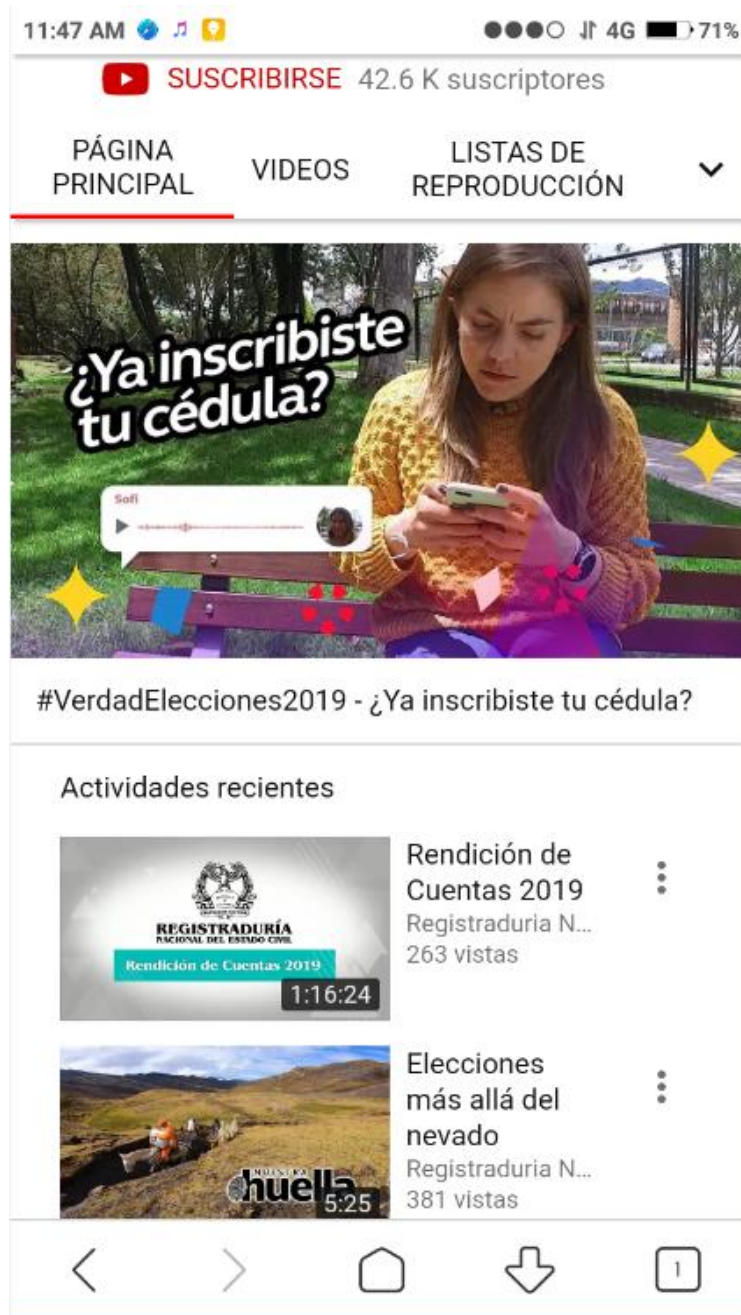 11:47 AM
4G 71%
SUSCRIBIRSE 42.6 K suscriptores
PÁGINA
PRINCIPAL
VIDEOS
LISTAS DE
REPRODUCCIÓN
¿Ya inscribiste
tu cédula?
Sofi
#VerdadElecciones2019 - ¿Ya inscribiste tu cédula?
Actividades recientes
REGISTRADURÍA
NACIONAL DEL ESTADO CIVIL
Rendición de Cuentas 2019
1:16:24
Rendición de
Cuentas 2019
Registraduria N...
263 vistas
NUESTRA
huella
5:25
Elecciones
más allá del
nevado
Registraduria N...
381 vistas
1